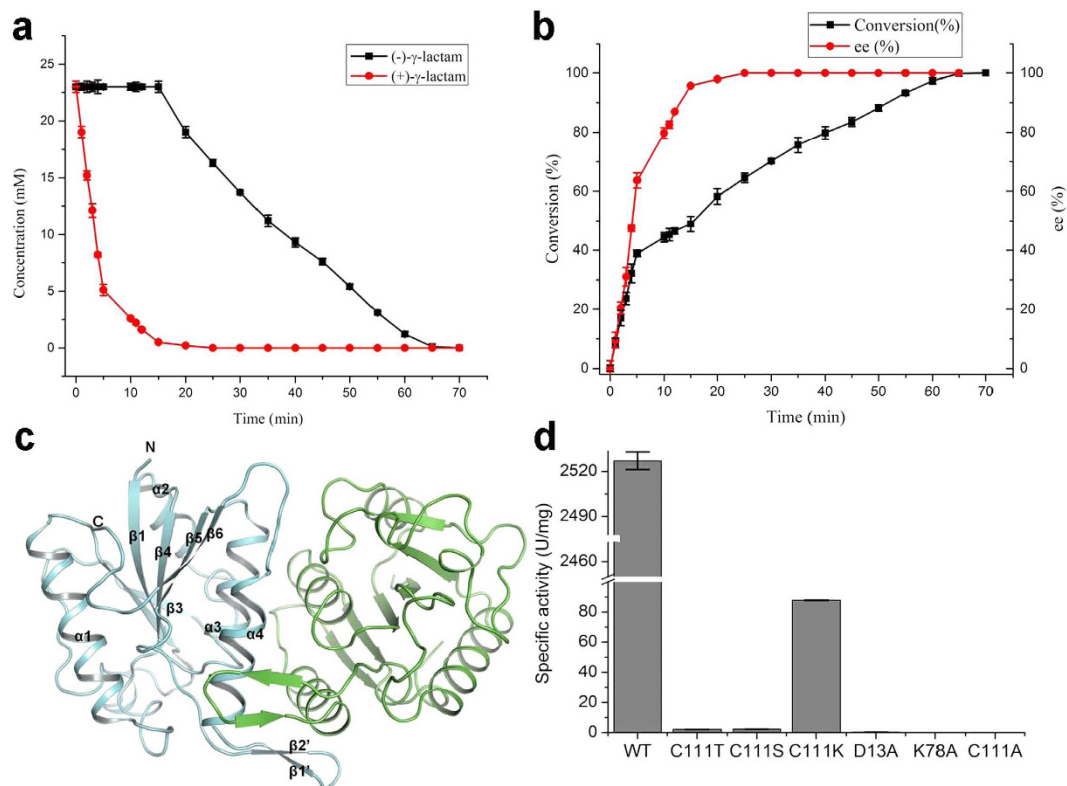 a
(-)-γ-lactam
(+)-γ-lactam
Concentration (mM)
25
20
15
10
5
0
0 10 20 30 40 50 60 70
Time (min)
b
Conversion(%)
ee (%)
Conversion (%)
100
80
60
40
20
0
100
80
60
40
20
0
ee (%)
0 10 20 30 40 50 60 70
Time (min)
c
N
α2
C
β1
β5
β6
β4
β3
α1
α3
α4
β2'
β1'
d
Specific activity (U/mg)
2520
2490
2460
80
60
40
20
0
WT C111T C111S C111K D13A K78A C111A